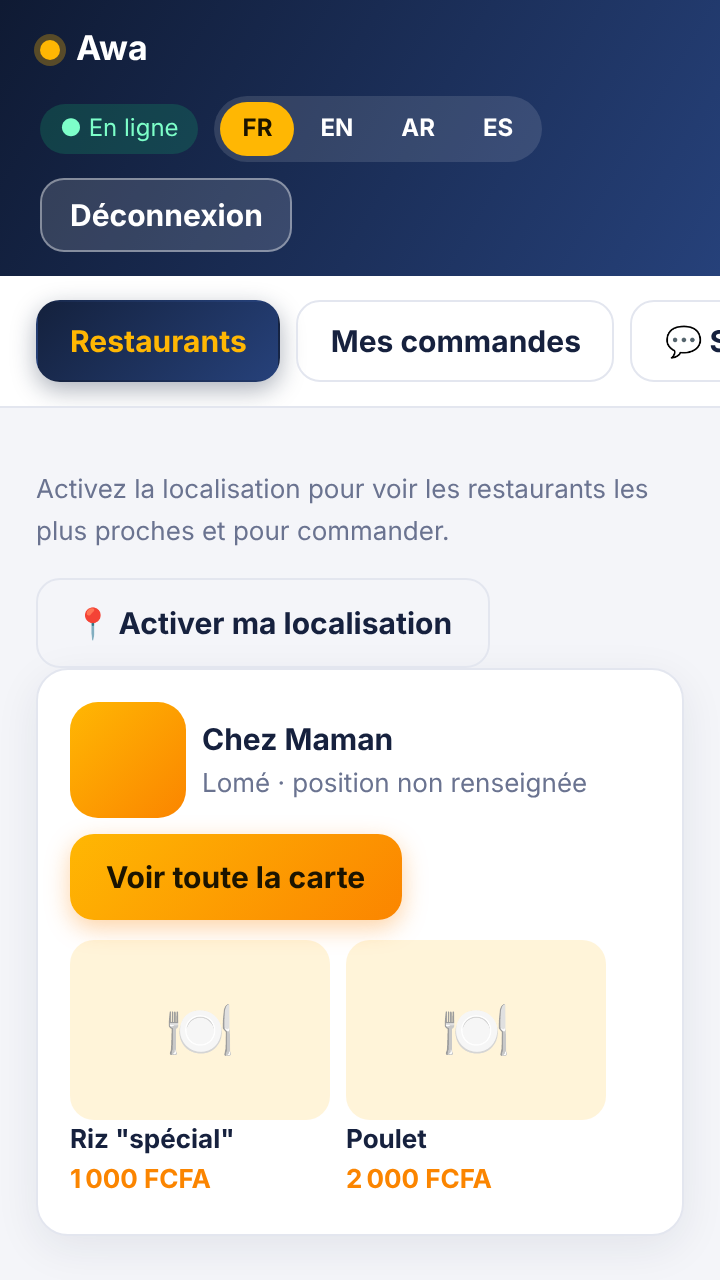 Awa
En ligne
FR EN AR ES
Déconnexion
Restaurants Mes commandes 💬 S
Activez la localisation pour voir les restaurants les
plus proches et pour commander.
📍 Activer ma localisation
Chez Maman
Lomé · position non renseignée
Voir toute la carte
Riz "spécial" Poulet
1 000 FCFA 2 000 FCFA